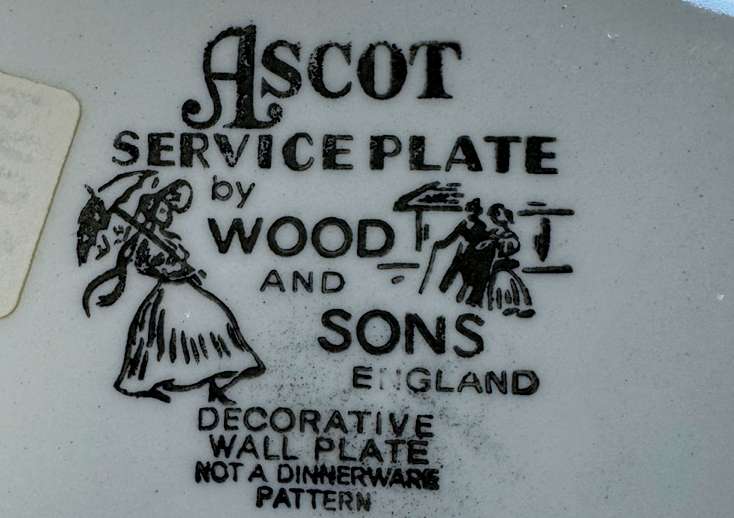 ASCOT
SERVICE PLATE
by
WOOD
AND
SONS
ENGLAND
DECORATIVE
WALL PLATE
NOT A DINNERWARE
PATTERN